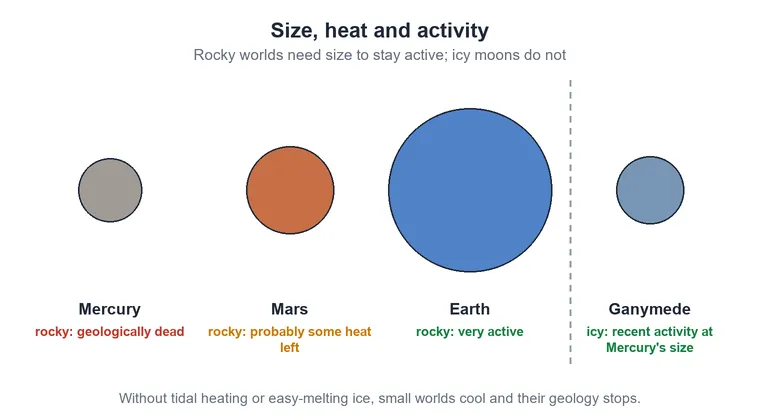 Size, heat and activity
Rocky worlds need size to stay active; icy moons do not
Mercury
rocky: geologically dead
Mars
rocky: probably some heat
left
Earth
rocky: very active
Ganymede
icy: recent activity at
Mercury's size
Without tidal heating or easy-melting ice, small worlds cool and their geology stops.